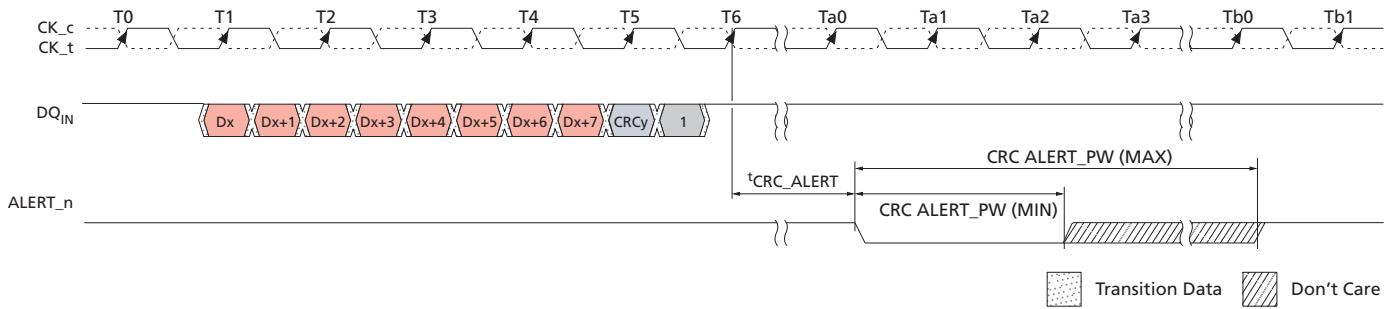 T0 T1 T2 T3 T4 T5 T6 Ta0 Ta1 Ta2 Ta3 Tb0 Tb1
CK_c
CK_t
DQIN
Dx Dx+1 Dx+2 Dx+3 Dx+4 Dx+5 Dx+6 Dx+7 CRCy 1
CRC ALERT_PW (MAX)
tCRC_ALERT
ALERT_n
CRC ALERT_PW (MIN)
Transition Data
Don't Care